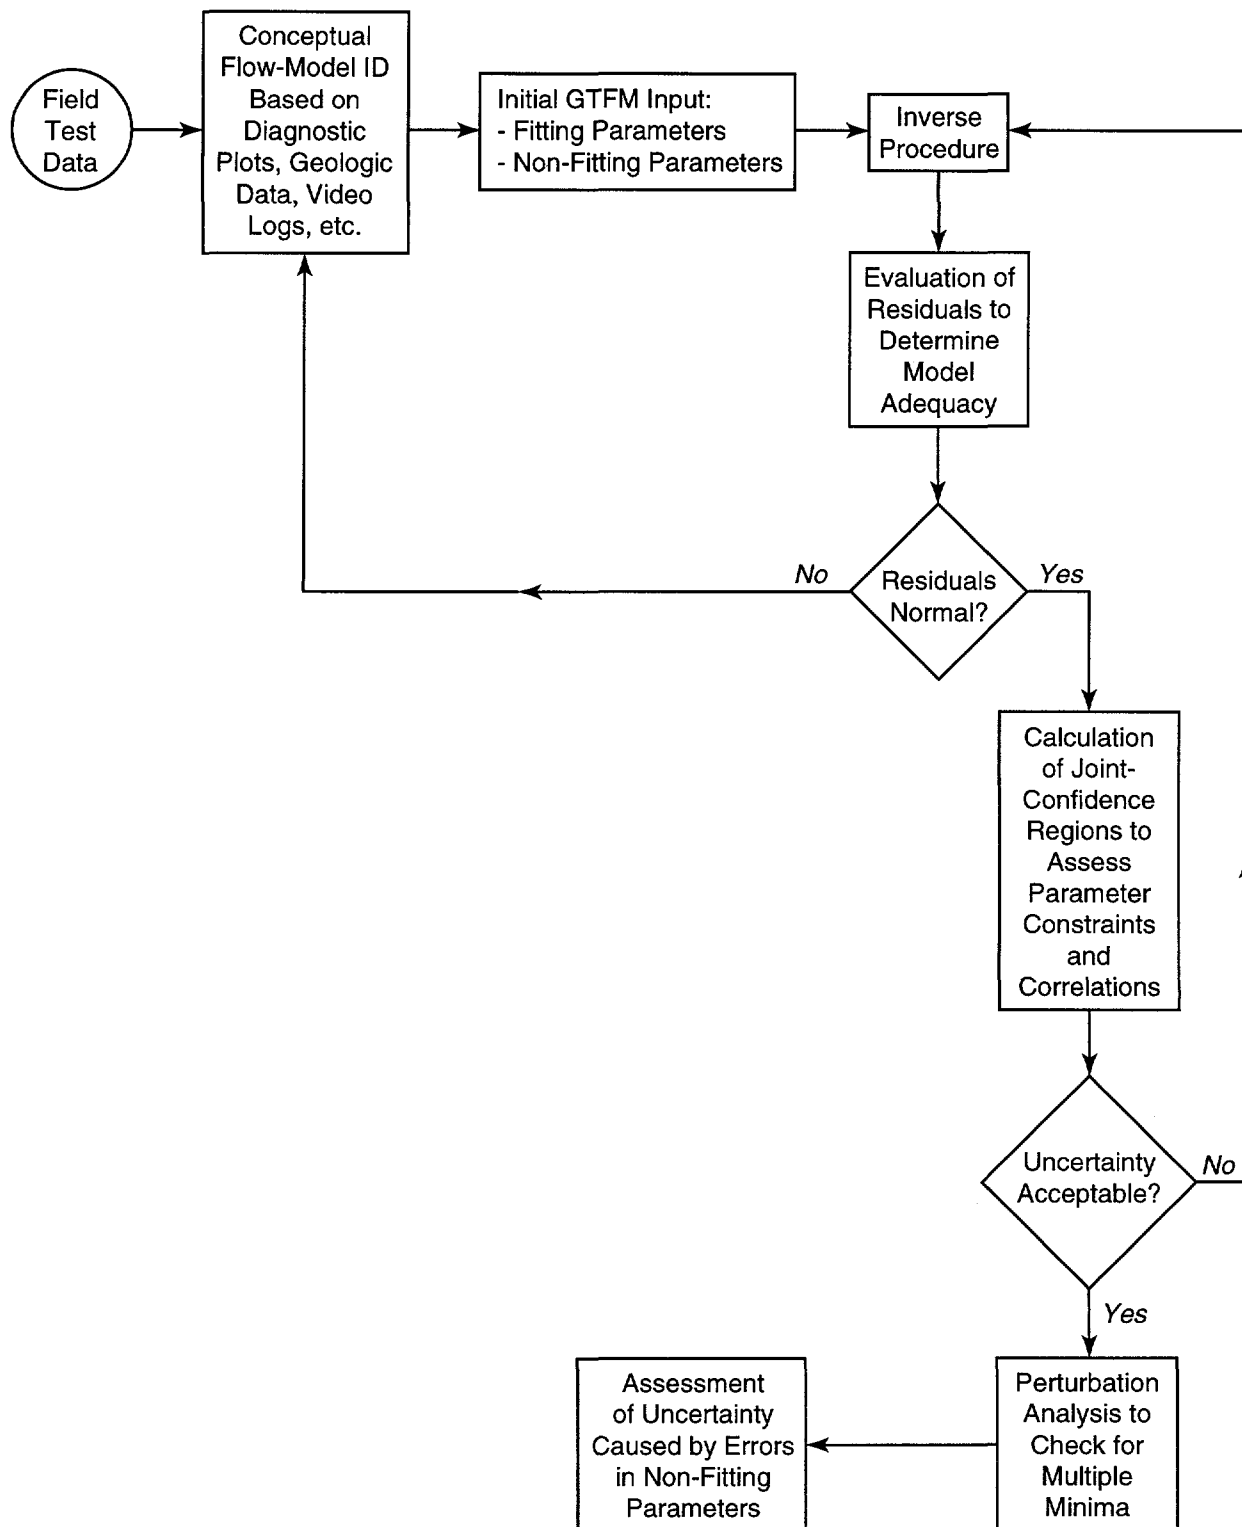 Field
Test
Data
Conceptual
Flow-Model ID
Based on
Diagnostic
Plots, Geologic
Data, Video
Logs, etc.
Initial GTFM Input:
- Fitting Parameters
- Non-Fitting Parameters
Inverse
Procedure
Evaluation of
Residuals to
Determine
Model
Adequacy
No
Residuals
Normal?
Yes
Calculation
of Joint-
Confidence
Regions to
Assess
Parameter
Constraints
and
Correlations
Uncertainty
Acceptable?
No
Yes
Perturbation
Analysis to
Check for
Multiple
Minima
Assessment
of Uncertainty
Caused by Errors
in Non-Fitting
Parameters